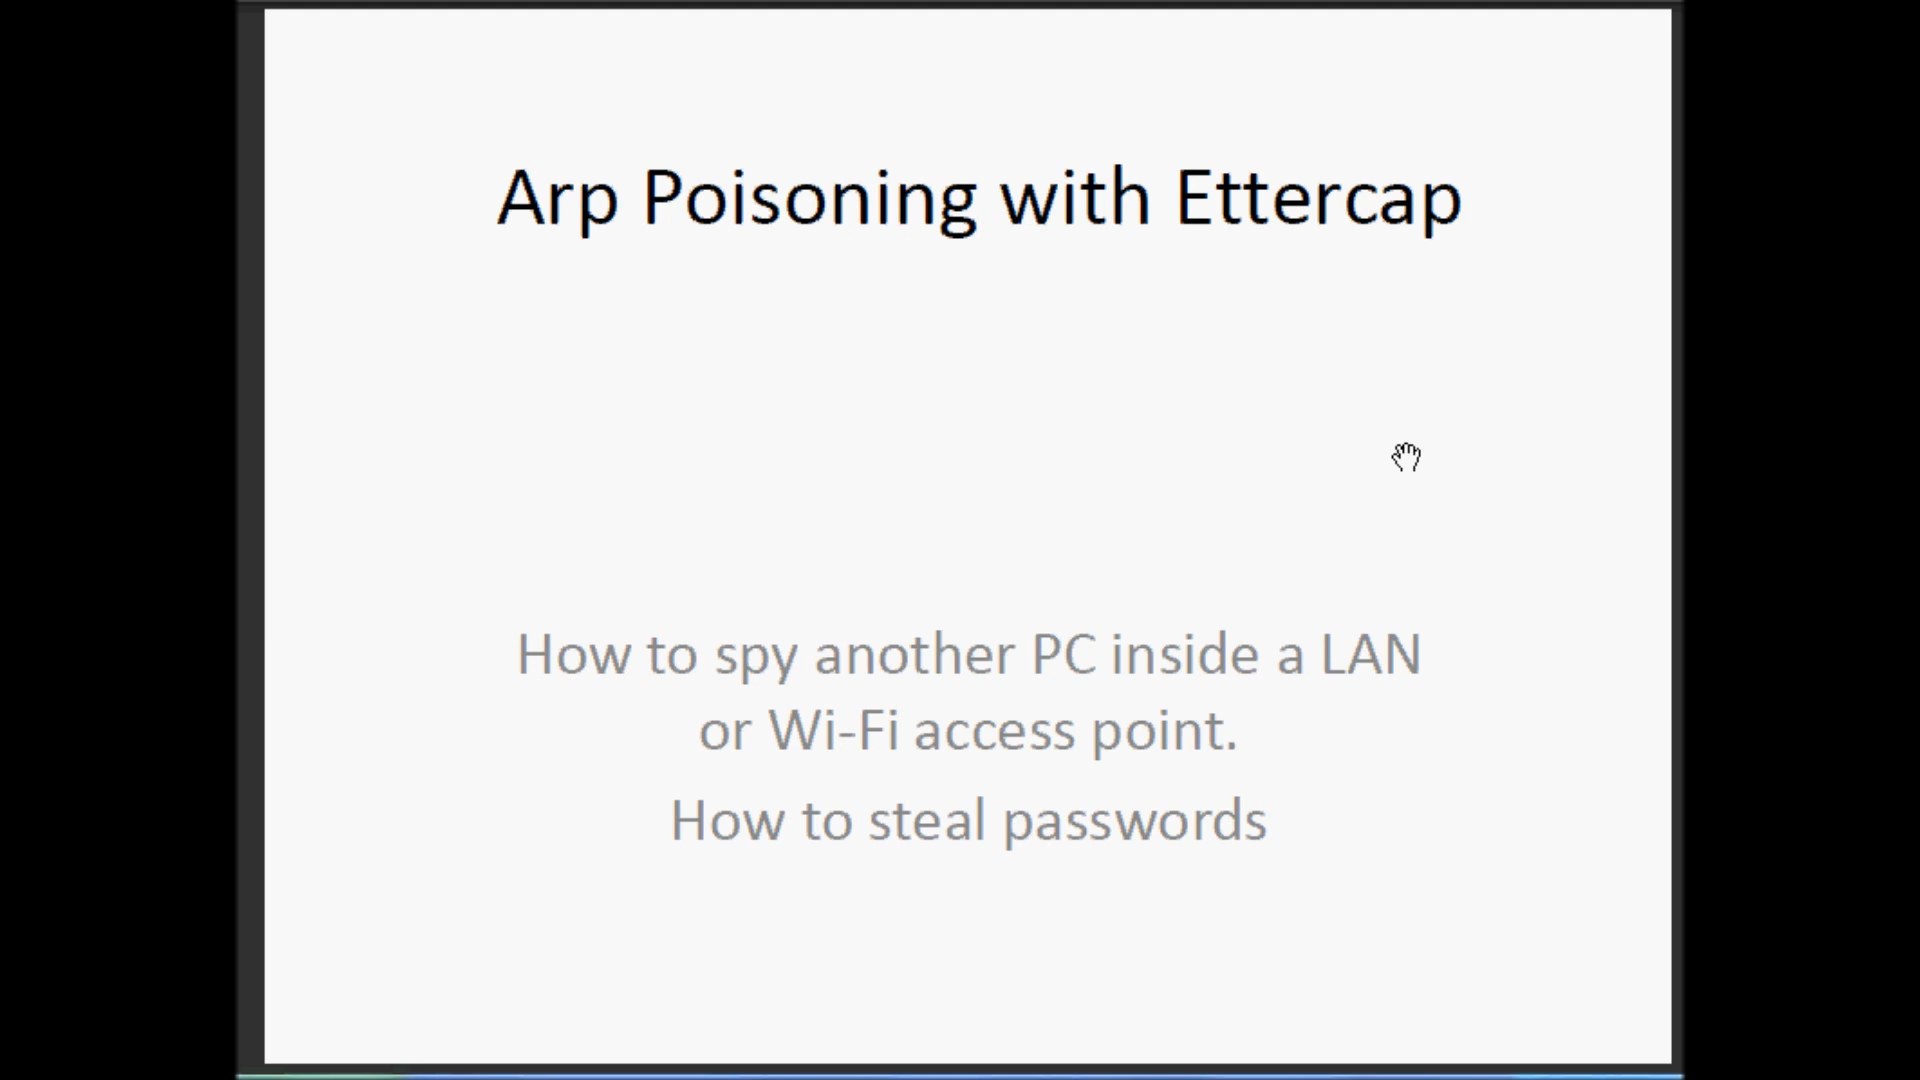 Arp Poisoning with Ettercap
How to spy another PC inside a LAN
or Wi-Fi access point.
How to steal passwords